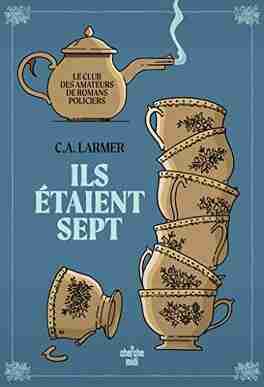 LE CLUB
DES AMATEURS
DE ROMANS
POLICIERS
C.A. LARMER
ILS
ÉTAIENT
SEPT
cherche
midi